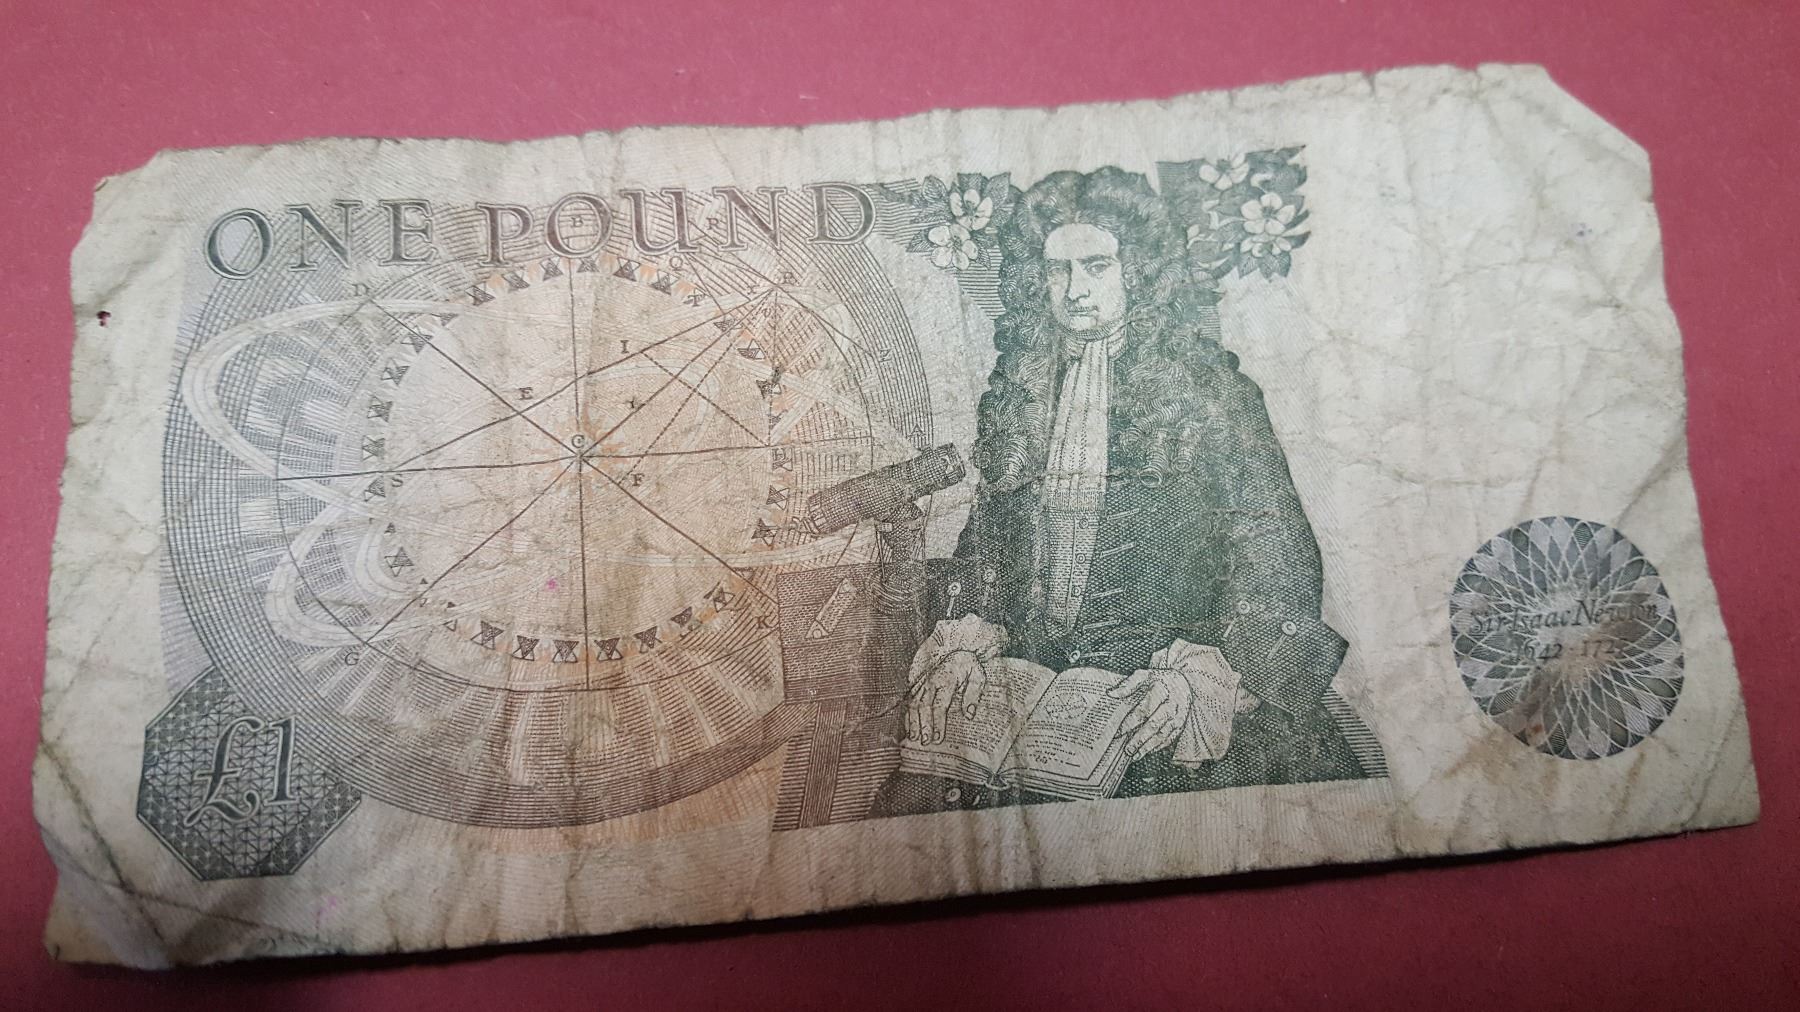 ONE POUND
B
R
D
Q
T
I
P
Z
I
E
L
C
A
H
S
F
K
G
£1
Sir Isaac Newton
1642-1727